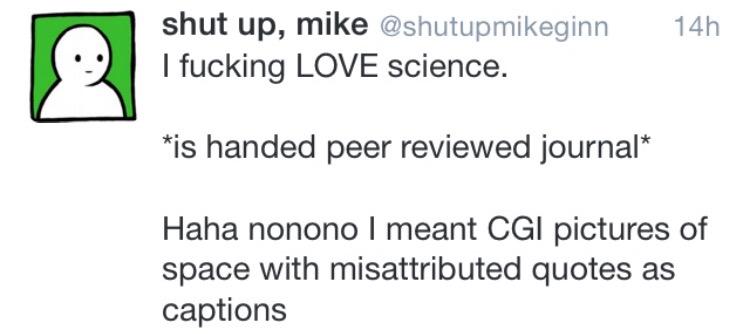 shut up, mike @shutupmikeginn 14h
I fucking LOVE science.
*is handed peer reviewed journal*
Haha nonono I meant CGI pictures of
space with misattributed quotes as
captions